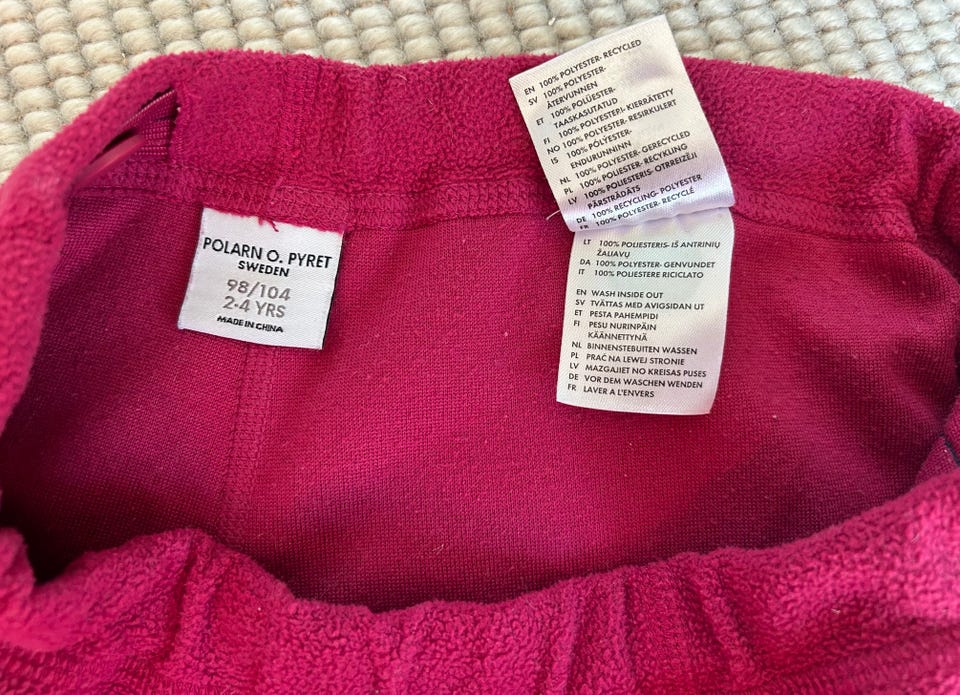 POLARN O. PYRET
SWEDEN
98/104
2-4 YRS
MADE IN CHINA
EN 100% POLYESTER- RECYCLED
SV 100% POLYESTER-
ÅTERVUNNEN
ET 100% POLÜESTER-
TAASKASUTATUD
FI 100% POLYESTERI- KIERRÄTETTY
NO 100% POLYESTER- RESIRKULERT
IS 100% PÓLÝESTER-
ENDURUNNINN
NL 100% POLYESTER-GERECYCLED
PL 100% POLIESTER- RECYKLING
LV 100% POLIESTERIS- OTRREIZĒJI
PĀRSTRĀDĀTS
DE 100% RECYCLING- POLYESTER
FR 100% POLYESTER- RECYCLÉ
LT 100% POLIESTERIS- IŠ ANTRINIŲ
ŽALIAVŲ
DA 100% POLYESTER- GENVUNDET
IT 100% POLIESTERE RICICLATO
EN WASH INSIDE OUT
SV TVÄTTAS MED AVIGSIDAN UT
ET PESTA PAHEMPIDI
FI PESU NURINPÄIN
KÄÄNNETTYNÄ
NL BINNENSTEBUITEN WASSEN
PL PRAĆ NA LEWEJ STRONIE
LV MAZGAJIET NO KREISAS PUSES
DE VOR DEM WASCHEN WENDEN
FR LAVER A L'ENVERS